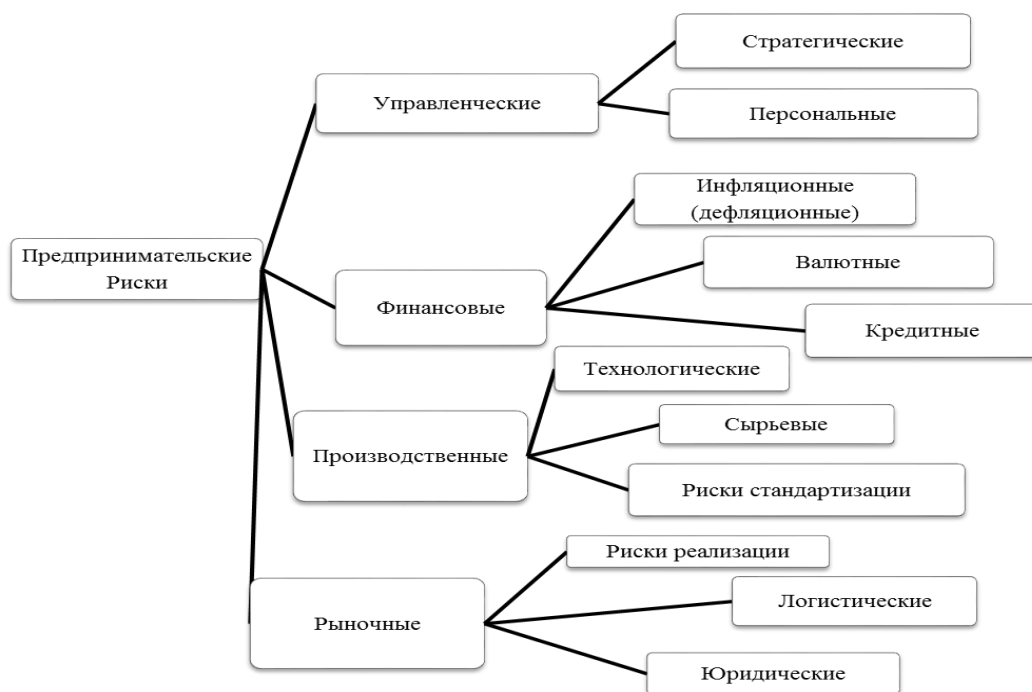 Предпринимательские
Риски
Управленческие
Стратегические
Персональные
Финансовые
Инфляционные
(дефляционные)
Валютные
Кредитные
Производственные
Технологические
Сырьевые
Риски стандартизации
Рыночные
Риски реализации
Логистические
Юридические